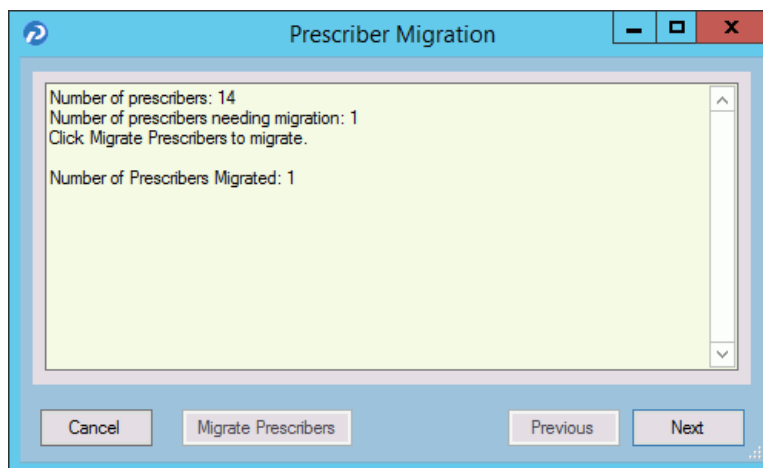 Prescriber Migration
Number of prescribers: 14
Number of prescribers needing migration: 1
Click Migrate Prescribers to migrate.
Number of Prescribers Migrated: 1
Cancel
Migrate Prescribers
Previous
Next